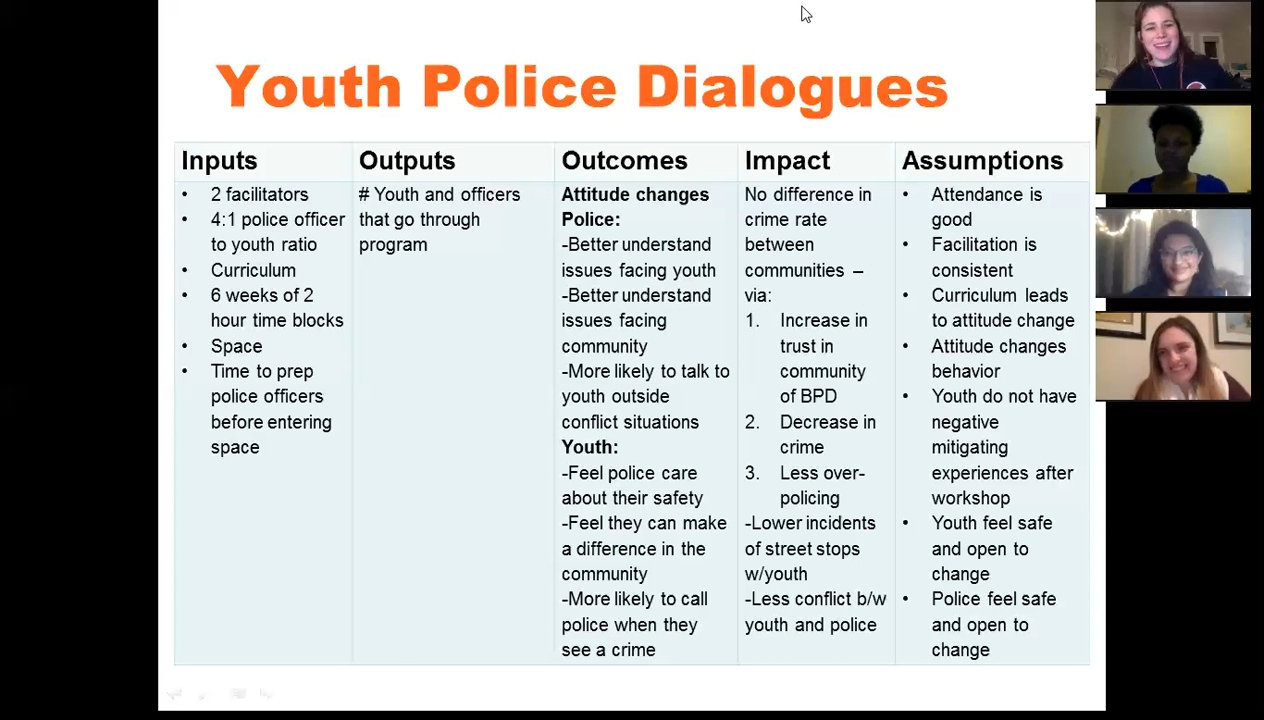 Youth Police Dialogues
Inputs
• 2 facilitators
• 4:1 police officer
to youth ratio
• Curriculum
• 6 weeks of 2
hour time blocks
• Space
• Time to prep
police officers
before entering
space
Outputs
# Youth and officers
that go through
program
Outcomes
Attitude changes
Police:
-Better understand
issues facing youth
-Better understand
issues facing
community
-More likely to talk to
youth outside
conflict situations
Youth:
-Feel police care
about their safety
-Feel they can make
a difference in the
community
-More likely to call
police when they
see a crime
Impact
No difference in
crime rate
between
communities –
via:
1. Increase in
trust in
community
of BPD
2. Decrease in
crime
3. Less over-
policing
-Lower incidents
of street stops
w/youth
-Less conflict b/w
youth and police
Assumptions
• Attendance is
good
• Facilitation is
consistent
• Curriculum leads
to attitude change
• Attitude changes
behavior
• Youth do not have
negative
mitigating
experiences after
workshop
• Youth feel safe
and open to
change
• Police feel safe
and open to
change